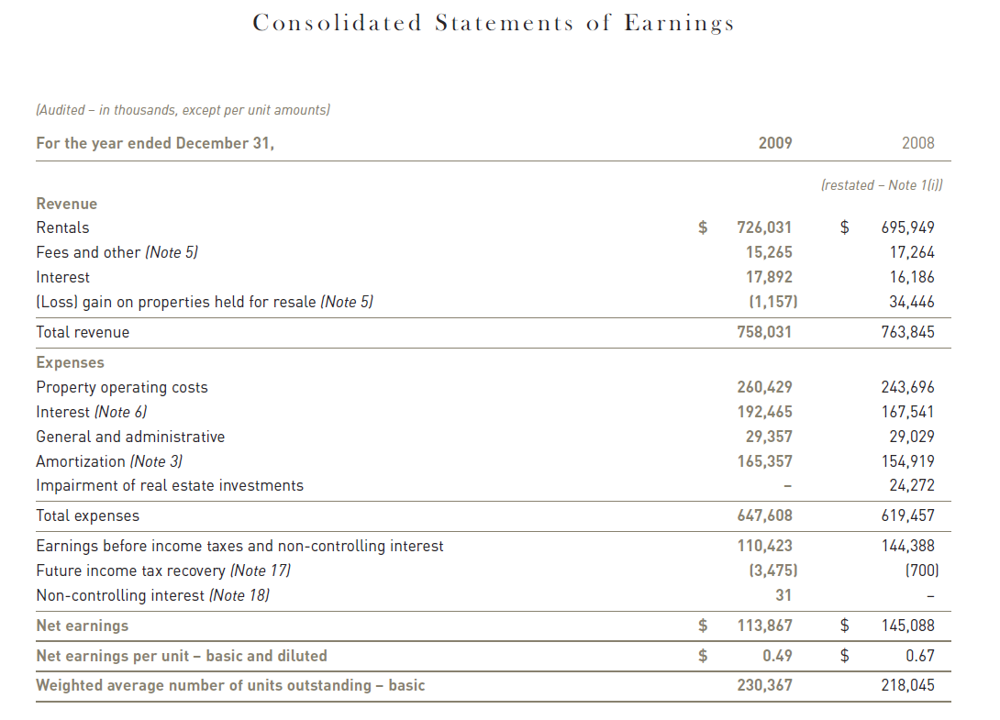 Consolidated Statements of Earnings
(Audited – in thousands, except per unit amounts)
For the year ended December 31, 2009 2008
(restated – Note 1(i))
Revenue
Rentals $ 726,031 $ 695,949
Fees and other (Note 5) 15,265 17,264
Interest 17,892 16,186
(Loss) gain on properties held for resale (Note 5) (1,157) 34,446
Total revenue 758,031 763,845
Expenses
Property operating costs 260,429 243,696
Interest (Note 6) 192,465 167,541
General and administrative 29,357 29,029
Amortization (Note 3) 165,357 154,919
Impairment of real estate investments – 24,272
Total expenses 647,608 619,457
Earnings before income taxes and non-controlling interest 110,423 144,388
Future income tax recovery (Note 17) (3,475) (700)
Non-controlling interest (Note 18) 31 –
Net earnings $ 113,867 $ 145,088
Net earnings per unit – basic and diluted $ 0.49 $ 0.67
Weighted average number of units outstanding – basic 230,367 218,045